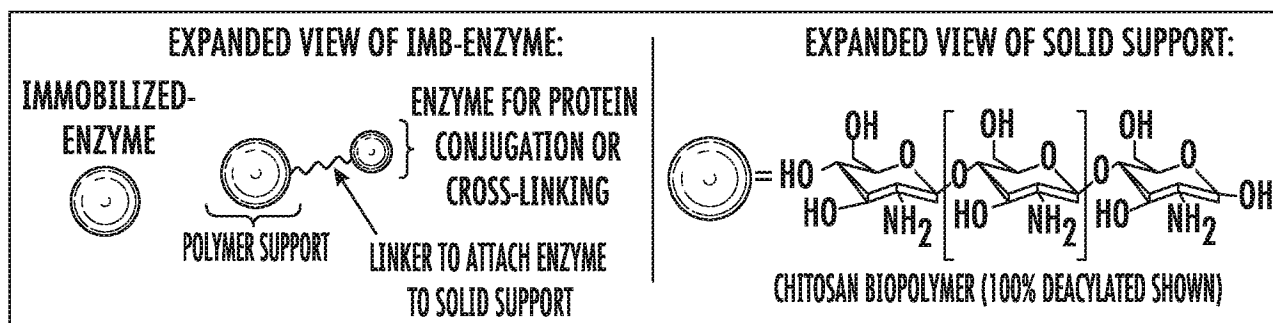 EXPANDED VIEW OF IMB-ENZYME:
IMMOBILIZED-
ENZYME
ENZYME FOR PROTEIN
CONJUGATION OR
CROSS-LINKING
POLYMER SUPPORT
LINKER TO ATTACH ENZYME
TO SOLID SUPPORT
EXPANDED VIEW OF SOLID SUPPORT:
=
OH OH OH
O O O
HO O O OH
HO NH2 HO NH2 HO NH2
CHITOSAN BIOPOLYMER (100% DEACYLATED SHOWN)